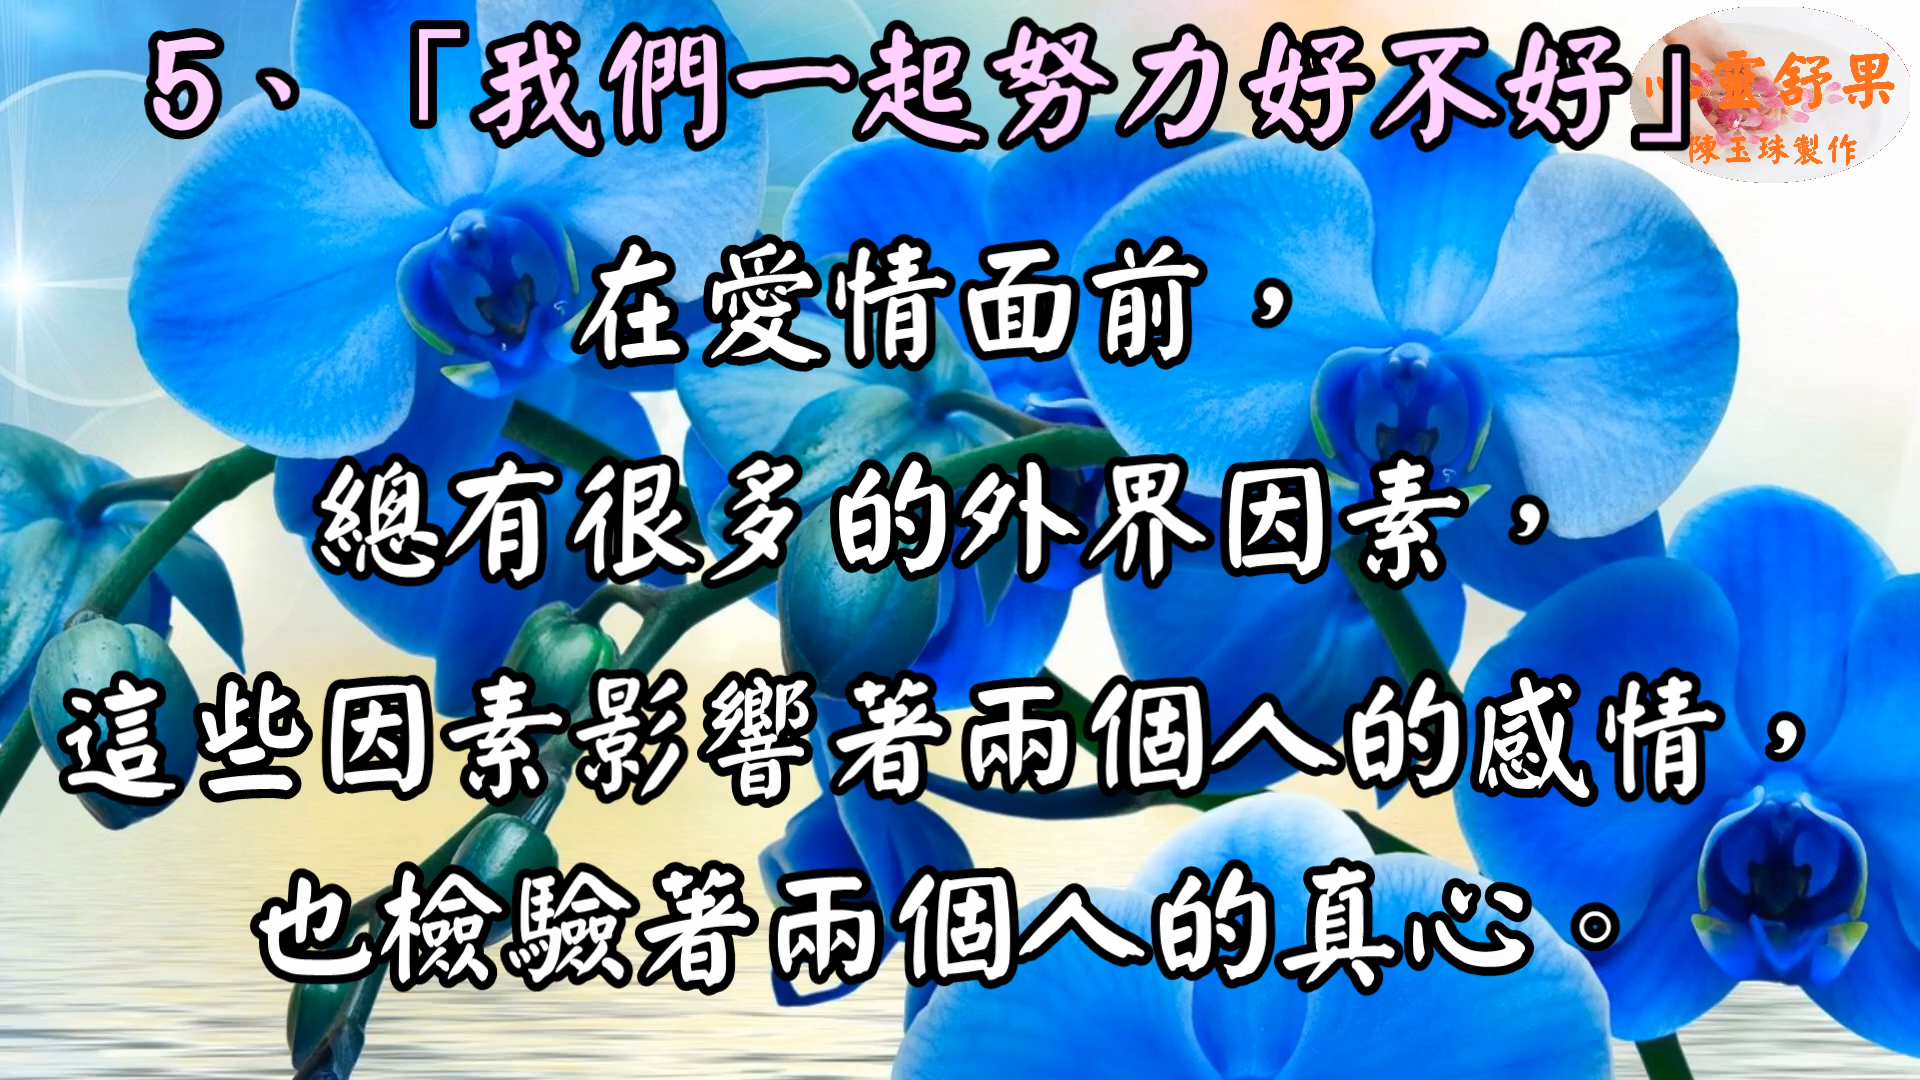 5、「我們一起努力好不好」
心靈舒果
陳玉珠製作
在愛情面前，
總有很多的外界因素，
這些因素影響著兩個人的感情，
也檢驗著兩個人的真心。